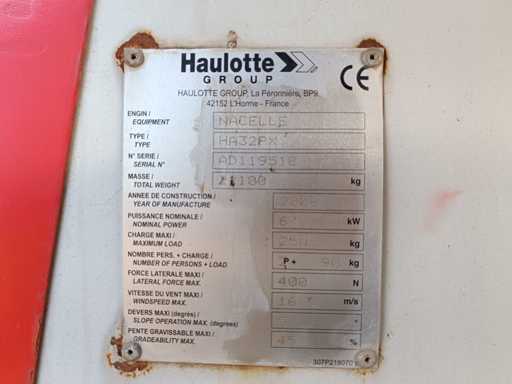 Haulotte
GROUP
CE
HAULOTTE GROUP, La Péronnière, BP9
42152 L'Horme - France
ENGIN /
EQUIPMENT NACELLE
TYPE /
TYPE HA32PX
N° SERIE /
SERIAL N° AD119518
MASSE /
TOTAL WEIGHT kg
ANNEE DE CONSTRUCTION /
YEAR OF MANUFACTURE
PUISSANCE NOMINALE /
NOMINAL POWER kW
CHARGE MAXI /
MAXIMUM LOAD kg
NOMBRE PERS. + CHARGE /
NUMBER OF PERSONS + LOAD P+ kg
FORCE LATERALE MAXI /
LATERAL FORCE MAX. 400 N
VITESSE DU VENT MAXI /
WINDSPEED MAX. m/s
DEVERS MAXI (degrés) /
SLOPE OPERATION MAX. (degrees) °
PENTE GRAVISSABLE MAXI /
GRADEABILITY MAX. %